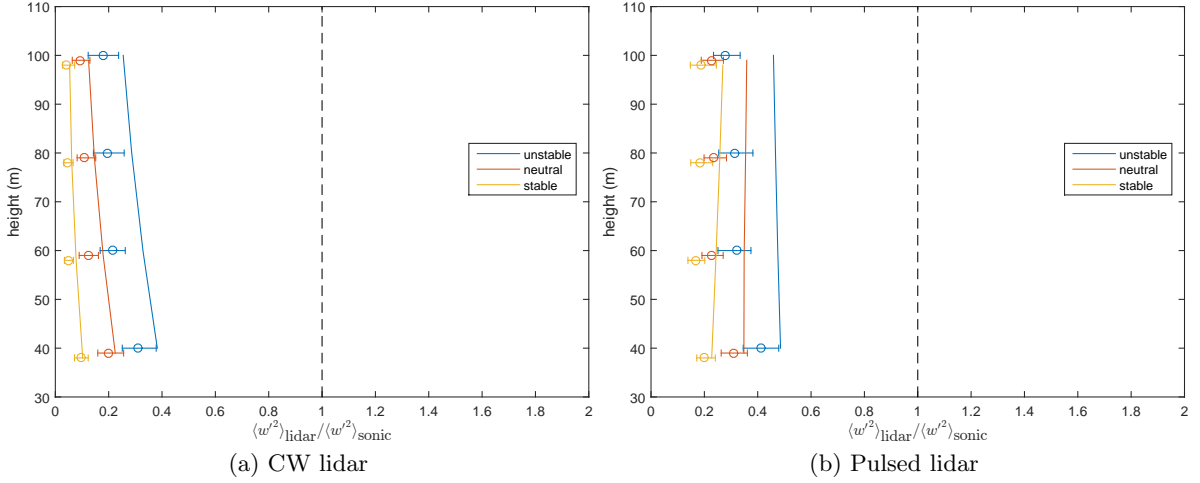 100
90
80
70
60
50
40
30
height (m)
0 0.2 0.4 0.6 0.8 1 1.2 1.4 1.6 1.8 2
⟨w′²⟩lidar/⟨w′²⟩sonic
unstable
neutral
stable
(a) CW lidar
100
90
80
70
60
50
40
30
height (m)
0 0.2 0.4 0.6 0.8 1 1.2 1.4 1.6 1.8 2
⟨w′²⟩lidar/⟨w′²⟩sonic
unstable
neutral
stable
(b) Pulsed lidar